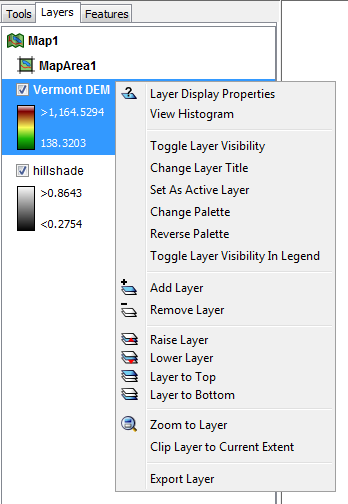 Tools Layers Features
Map1
MapArea1
Vermont DEM
>1,164.5294
138.3203
hillshade
>0.8643
<0.2754
Layer Display Properties
View Histogram
Toggle Layer Visibility
Change Layer Title
Set As Active Layer
Change Palette
Reverse Palette
Toggle Layer Visibility In Legend
Add Layer
Remove Layer
Raise Layer
Lower Layer
Layer to Top
Layer to Bottom
Zoom to Layer
Clip Layer to Current Extent
Export Layer